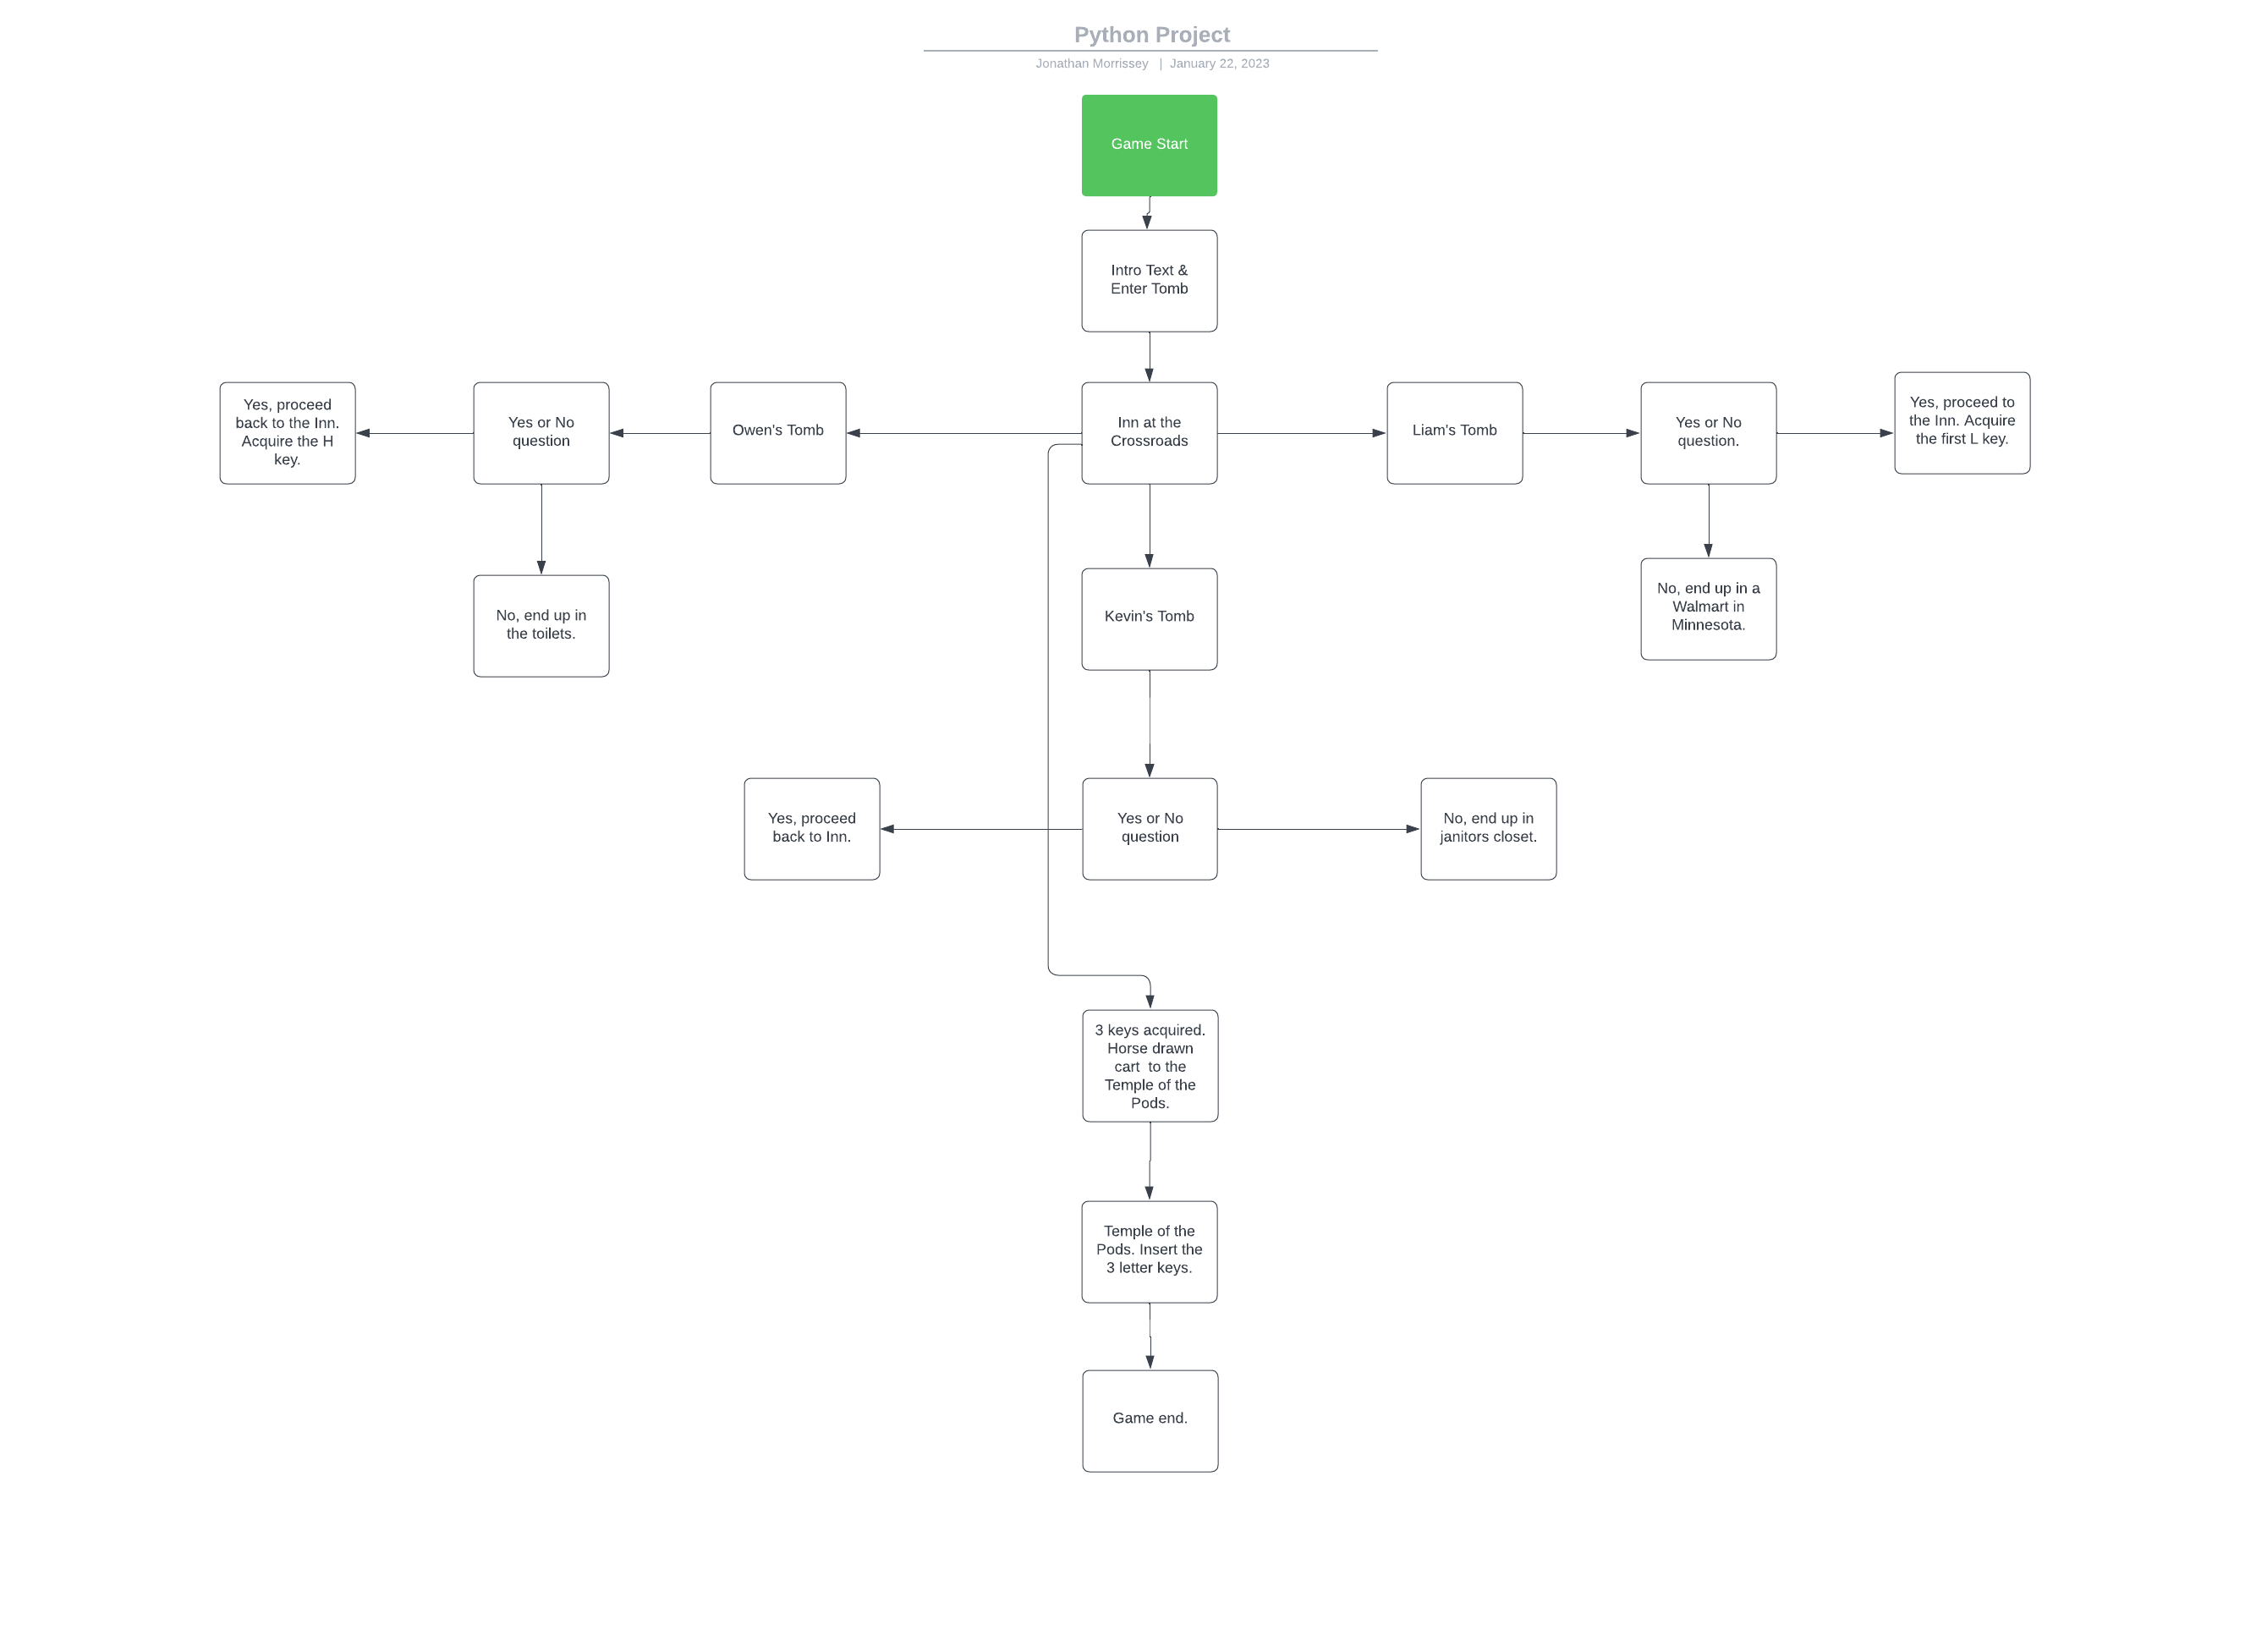 Python Project
Jonathan Morrissey | January 22, 2023
Game Start
Intro Text &
Enter Tomb
Yes, proceed
back to the Inn.
Acquire the H
key.
Yes or No
question
Owen's Tomb
Inn at the
Crossroads
Liam's Tomb
Yes or No
question.
Yes, proceed to
the Inn. Acquire
the first L key.
No, end up in
the toilets.
Kevin's Tomb
No, end up in a
Walmart in
Minnesota.
Yes, proceed
back to Inn.
Yes or No
question
No, end up in
janitors closet.
3 keys acquired.
Horse drawn
cart  to the
Temple of the
Pods.
Temple of the
Pods. Insert the
3 letter keys.
Game end.